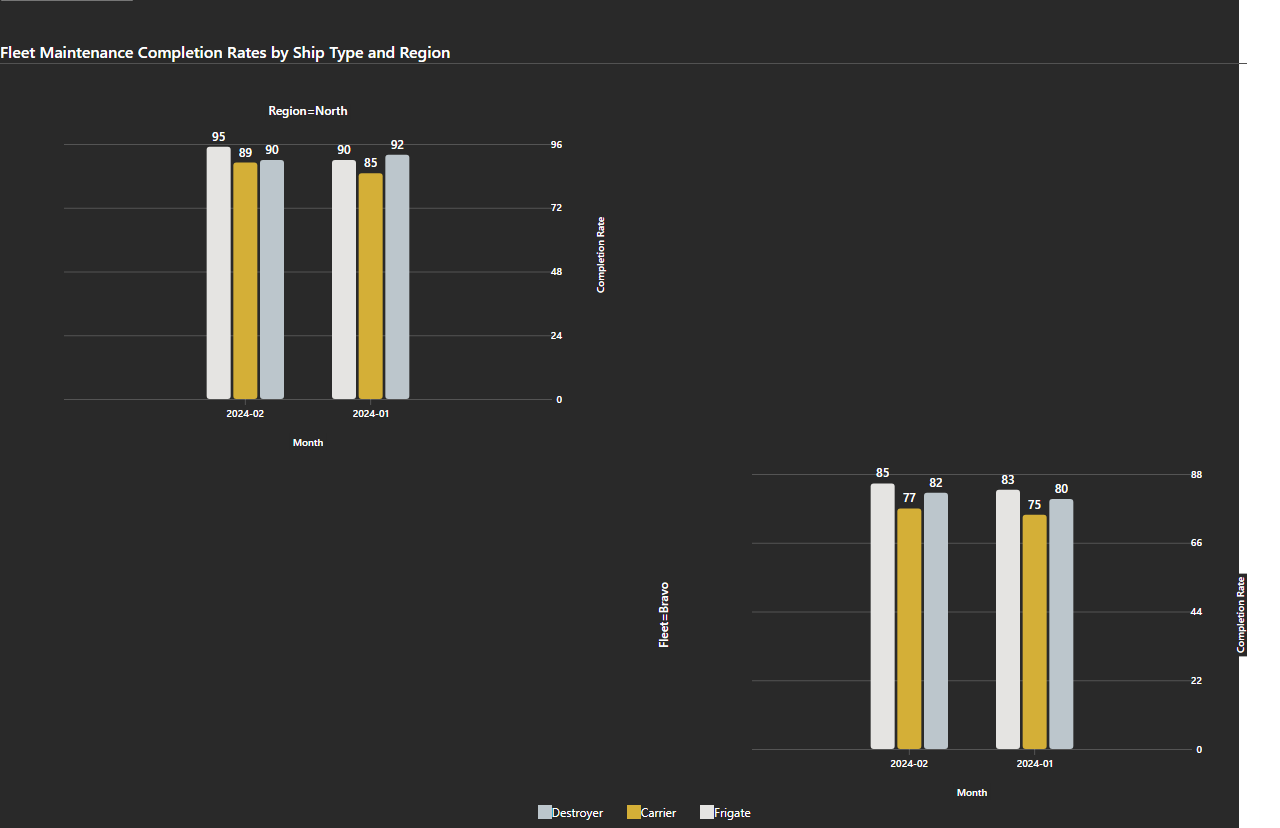 Fleet Maintenance Completion Rates by Ship Type and Region
Region=North
95
89
90
90
85
92
96
72
48
24
0
Completion Rate
2024-02
2024-01
Month
Fleet=Bravo
85
77
82
83
75
80
88
66
44
22
0
Completion Rate
2024-02
2024-01
Month
Destroyer
Carrier
Frigate